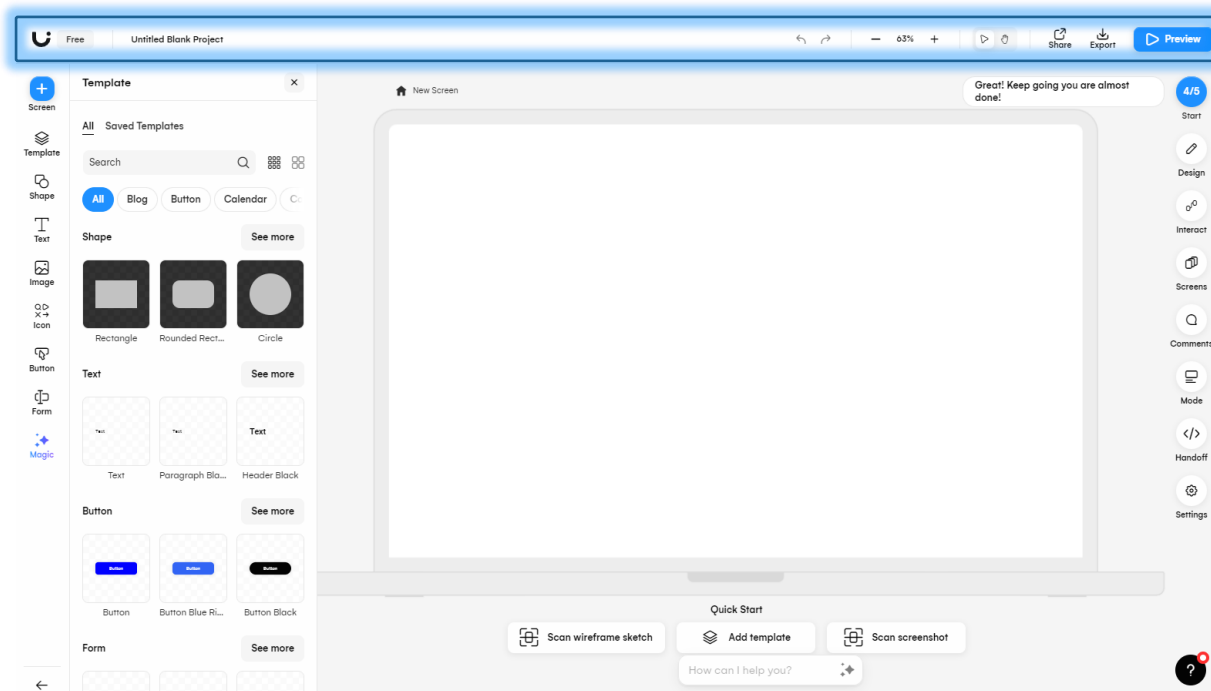 Free
Untitled Blank Project
63%
Share
Export
Preview
Screen
Template
Shape
Text
Image
Icon
Button
Form
Magic
Template
All
Saved Templates
Search
All
Blog
Button
Calendar
Shape
See more
Rectangle
Rounded Rect...
Circle
Text
See more
Text
Text
Text
Text
Paragraph Bla...
Header Black
Button
See more
Button
Button
Button
Button
Button Blue Ri...
Button Black
Form
See more
New Screen
Great! Keep going you are almost
done!
Quick Start
Scan wireframe sketch
Add template
Scan screenshot
How can I help you?
4/5
Start
Design
Interact
Screens
Comments
Mode
Handoff
Settings
?